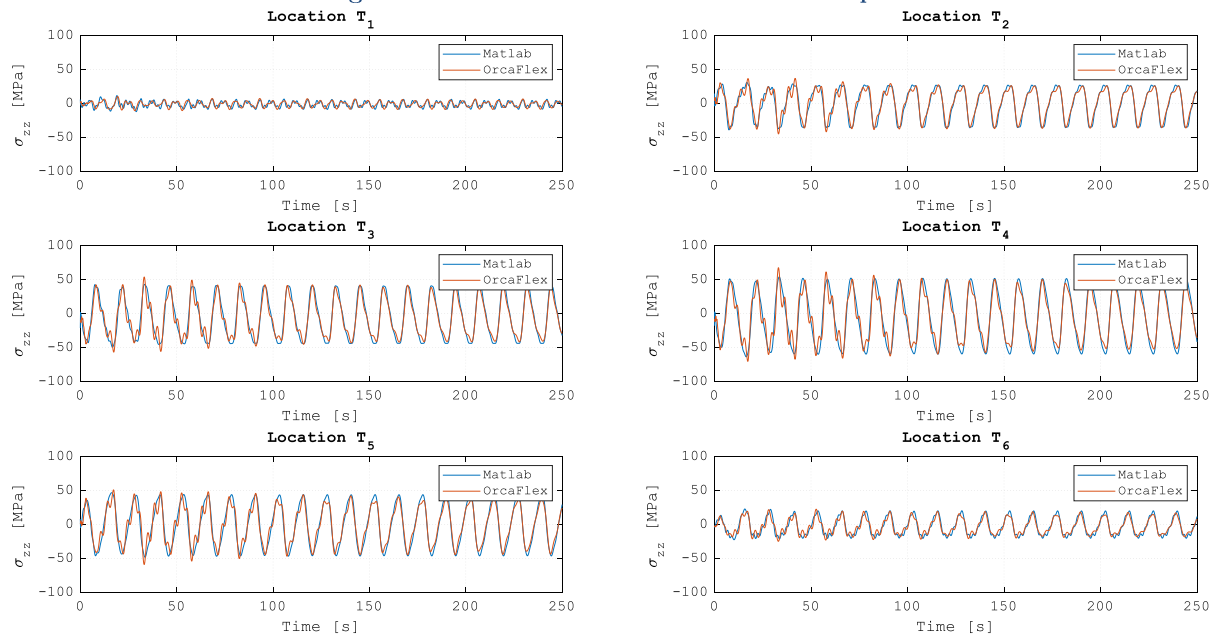 Location T1
100
50
0
-50
-100
σzz [MPa]
Matlab
OrcaFlex
0 50 100 150 200 250
Time [s]
Location T2
100
50
0
-50
-100
σzz [MPa]
Matlab
OrcaFlex
0 50 100 150 200 250
Time [s]
Location T3
100
50
0
-50
-100
σzz [MPa]
Matlab
OrcaFlex
0 50 100 150 200 250
Time [s]
Location T4
100
50
0
-50
-100
σzz [MPa]
Matlab
OrcaFlex
0 50 100 150 200 250
Time [s]
Location T5
100
50
0
-50
-100
σzz [MPa]
Matlab
OrcaFlex
0 50 100 150 200 250
Time [s]
Location T6
100
50
0
-50
-100
σzz [MPa]
Matlab
OrcaFlex
0 50 100 150 200 250
Time [s]